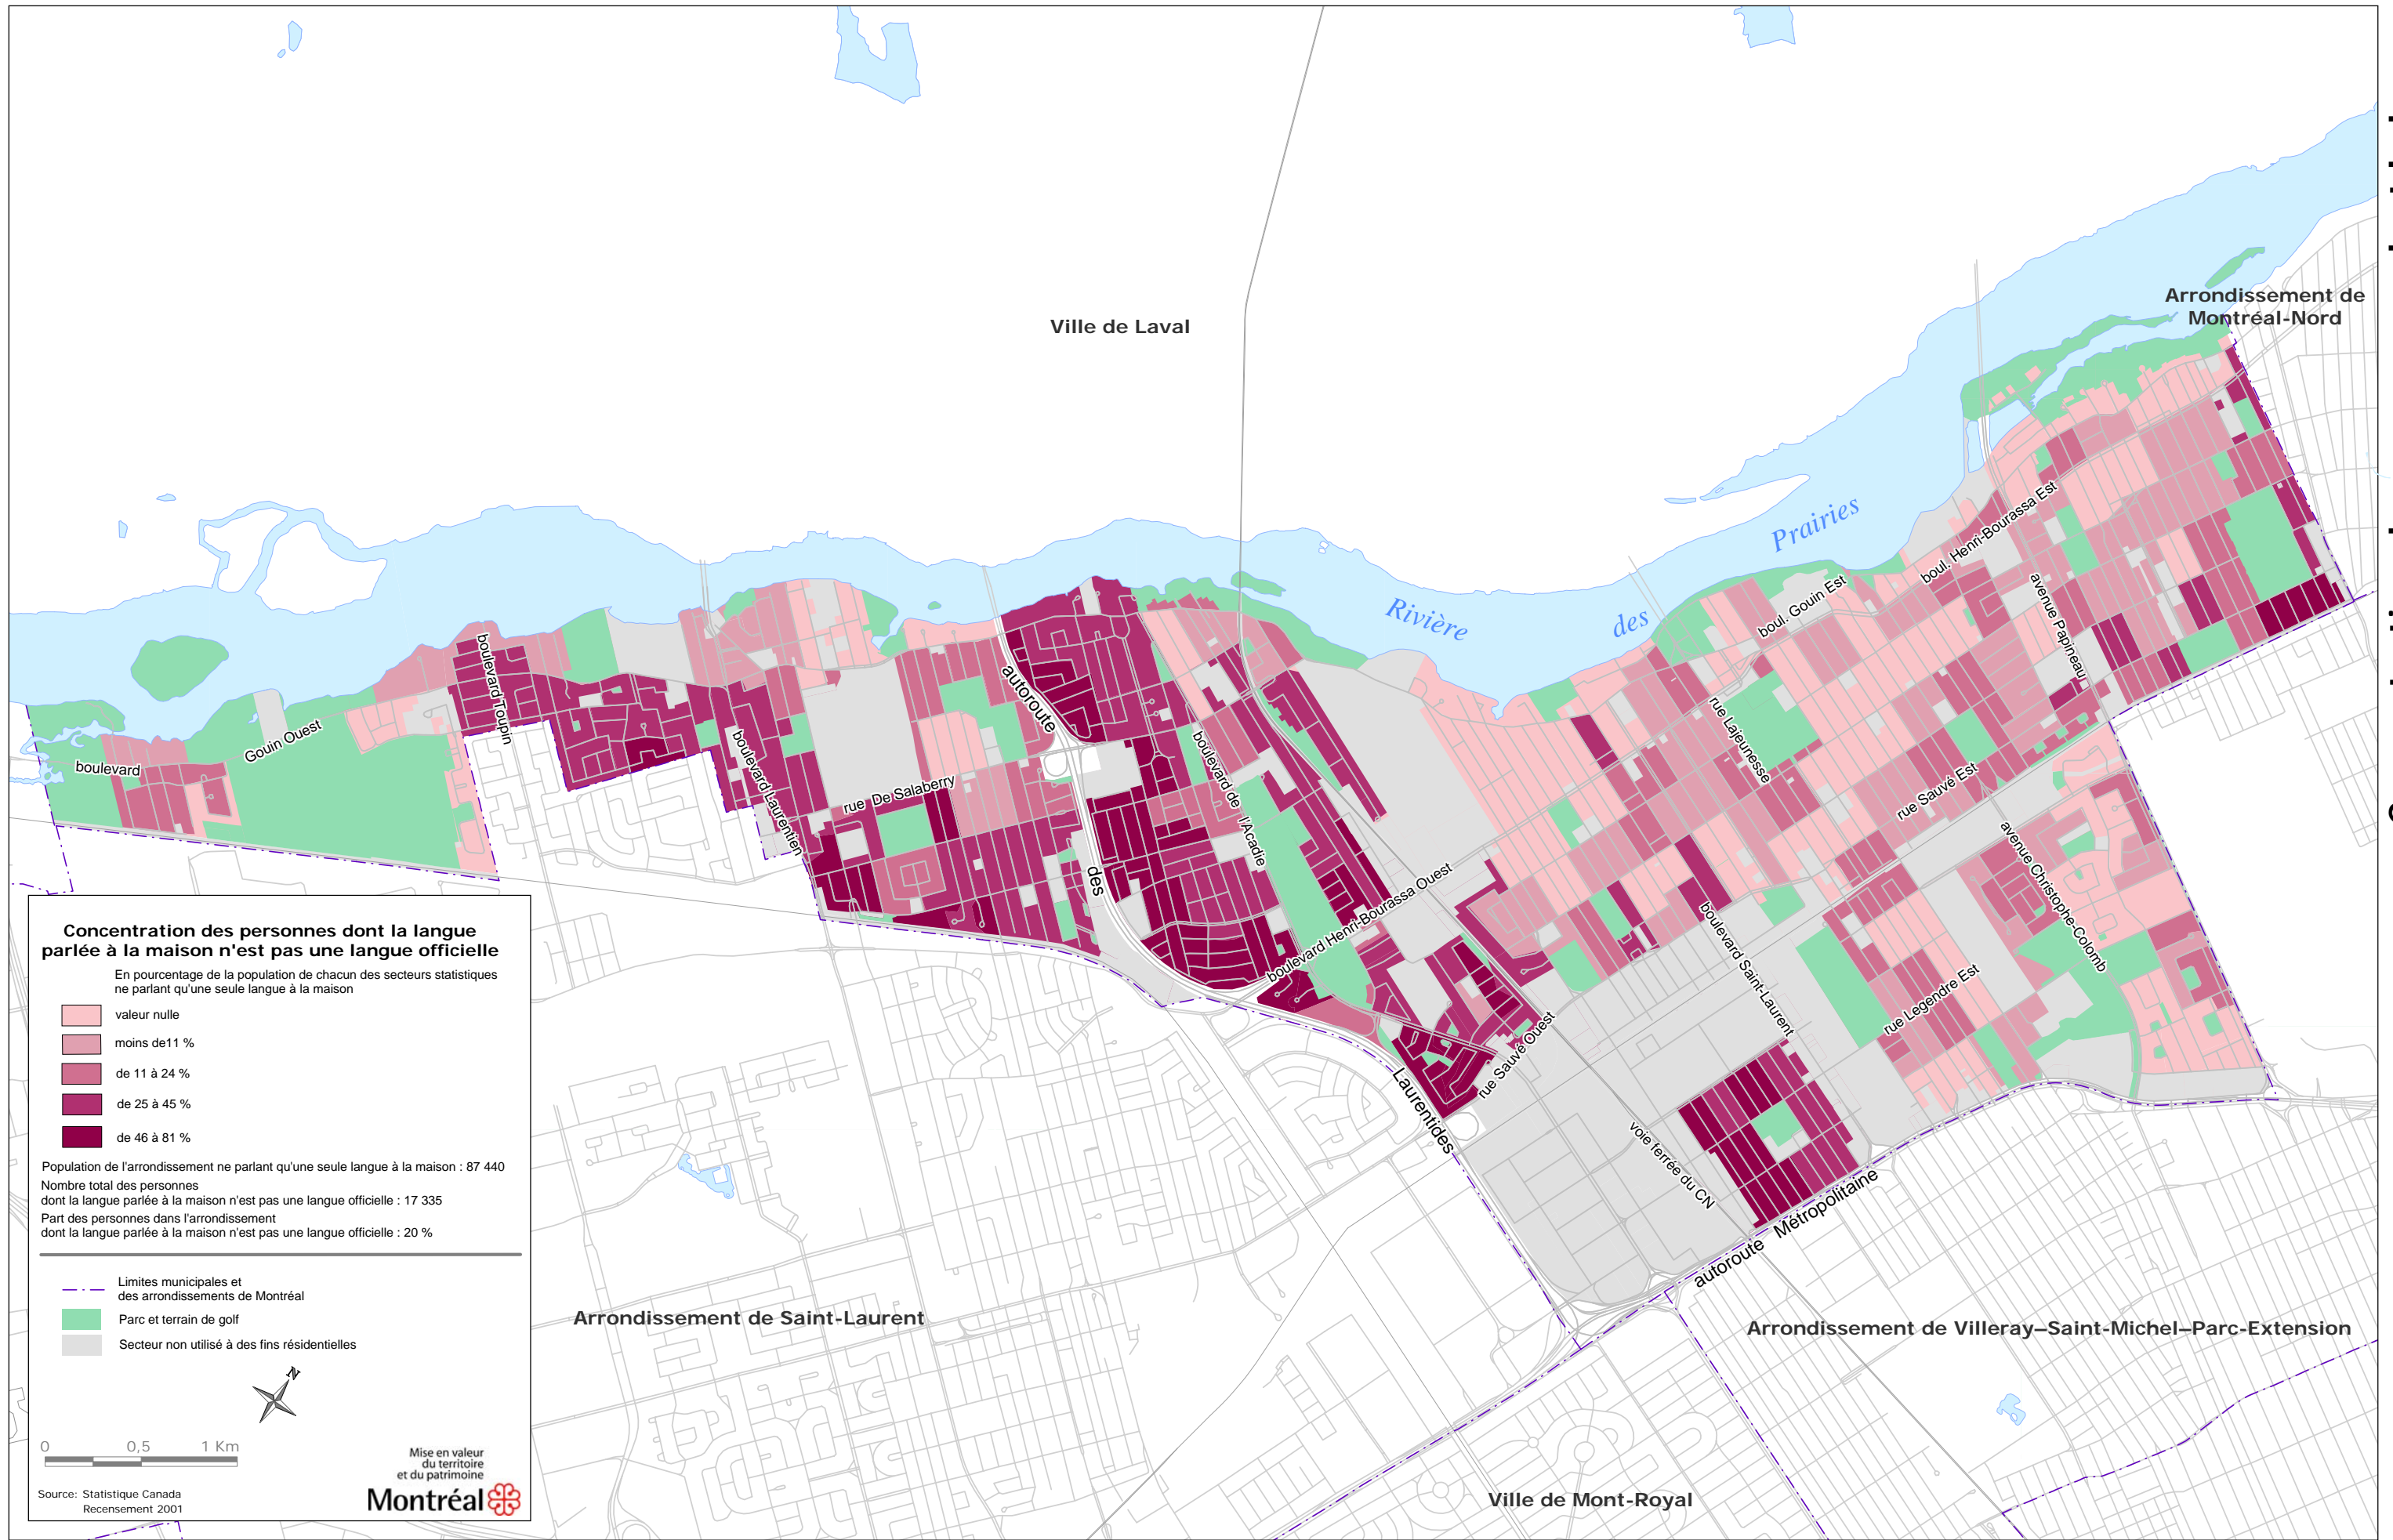 Ville de Laval
Arrondissement de
Montréal-Nord
Rivière
des
Prairies
boulevard
Gouin Ouest
boulevard Toupin
boulevard Laurentien
rue De Salaberry
autoroute
des
Laurentides
boulevard de
l'Acadie
boulevard Henri-Bourassa Ouest
rue Sauvé Ouest
boul. Gouin Est
boul. Henri-Bourassa Est
rue Lajeunesse
avenue Papineau
rue Sauvé Est
avenue Christophe-Colomb
boulevard Saint-Laurent
rue Legendre Est
voie ferrée du CN
autoroute Métropolitaine
Arrondissement de Saint-Laurent
Arrondissement de Villeray–Saint-Michel–Parc-Extension
Ville de Mont-Royal
Concentration des personnes dont la langue
parlée à la maison n'est pas une langue officielle
En pourcentage de la population de chacun des secteurs statistiques
ne parlant qu'une seule langue à la maison
valeur nulle
moins de11 %
de 11 à 24 %
de 25 à 45 %
de 46 à 81 %
Population de l'arrondissement ne parlant qu'une seule langue à la maison : 87 440
Nombre total des personnes
dont la langue parlée à la maison n'est pas une langue officielle : 17 335
Part des personnes dans l'arrondissement
dont la langue parlée à la maison n'est pas une langue officielle : 20 %
Limites municipales et
des arrondissements de Montréal
Parc et terrain de golf
Secteur non utilisé à des fins résidentielles
N
0 0,5 1 Km
Mise en valeur
du territoire
et du patrimoine
Montréal
Source: Statistique Canada
Recensement 2001